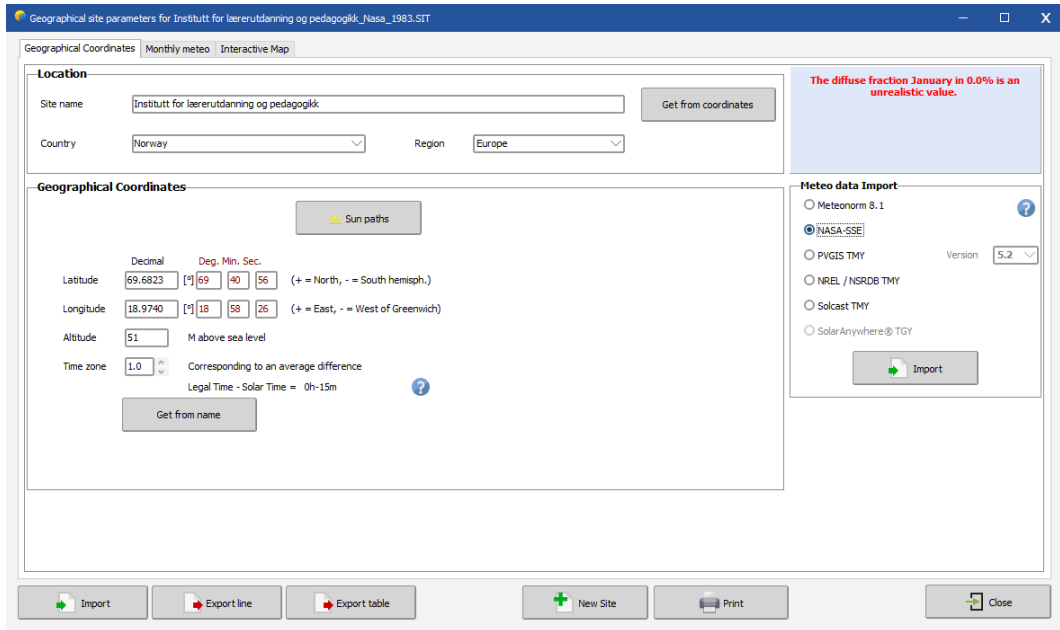 Geographical site parameters for Institutt for lærerutdanning og pedagogikk_Nasa_1983.SIT
Geographical Coordinates Monthly meteo Interactive Map
Location
Site name Institutt for lærerutdanning og pedagogikk Get from coordinates
Country Norway Region Europe
The diffuse fraction January in 0.0% is an
unrealistic value.
Geographical Coordinates
Sun paths
Decimal Deg. Min. Sec.
Latitude 69.6823 [°] 69 40 56 (+ = North, - = South hemisph.)
Longitude 18.9740 [°] 18 58 26 (+ = East, - = West of Greenwich)
Altitude 51 M above sea level
Time zone 1.0 Corresponding to an average difference
Legal Time - Solar Time = 0h-15m ?
Get from name
Meteo data Import
Meteonorm 8.1 ?
NASA-SSE
PVGIS TMY Version 5.2
NREL / NSRDB TMY
Solcast TMY
SolarAnywhere® TGY
Import
Import Export line Export table New Site Print Close